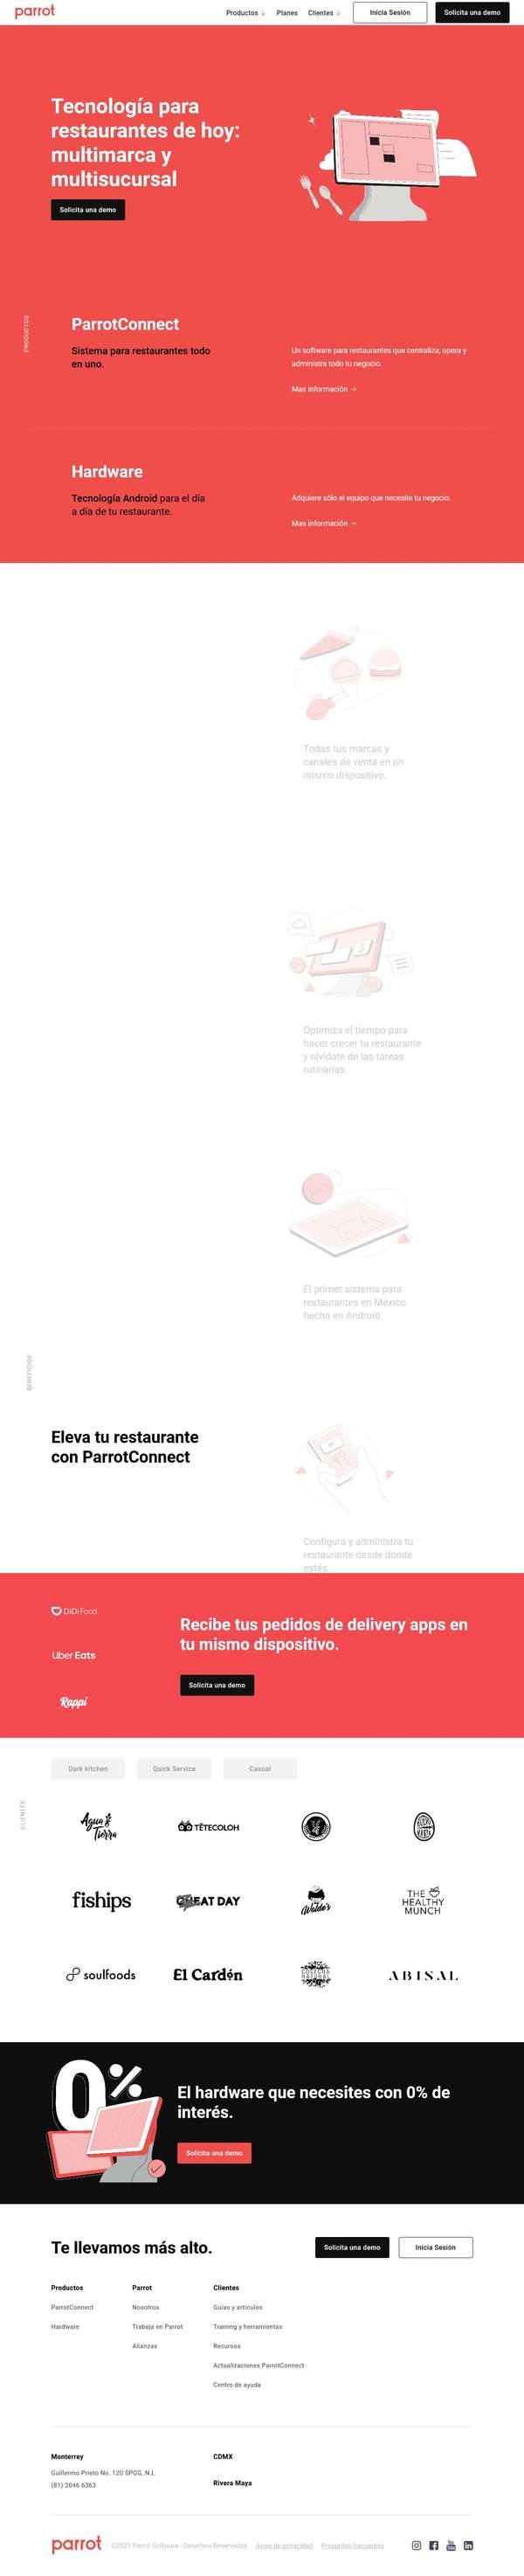 parrot
Productos ↓ Planes Clientes ↓ Inicia Sesión Solicita una demo
Tecnología para
restaurantes de hoy:
multimarca y
multisucursal
Solicita una demo
PRODUCTOS
ParrotConnect
Sistema para restaurantes todo
en uno.
Un software para restaurantes que centraliza, opera y
administra todo tu negocio.
Mas información →
Hardware
Tecnología Android para el día
a día de tu restaurante.
Adquiere sólo el equipo que necesite tu negocio.
Mas información →
Todas tus marcas y
canales de venta en un
mismo dispositivo.
Optimiza el tiempo para
hacer crecer tu restaurante
y olvídate de las tareas
rutinarias.
El primer sistema para
restaurantes en México
hecho en Android.
BENEFICIOS
Eleva tu restaurante
con ParrotConnect
Configura y administra tu
restaurante desde donde
estés.
DiDi Food
Uber Eats
Rappi
Recibe tus pedidos de delivery apps en
tu mismo dispositivo.
Solicita una demo
Dark kitchen Quick Service Casual
CLIENTES
Agua y Tierra
TËTECOLOH
fiships
GREAT DAY
Waldo's
THE
HEALTHY
MUNCH
soulfoods
El Cardón
COSECHA
NATURAL
ABISAL
0%
El hardware que necesites con 0% de
interés.
Solicita una demo
Te llevamos más alto.
Solicita una demo Inicia Sesión
Productos Parrot Clientes
ParrotConnect Nosotros Guías y artículos
Hardware Trabaja en Parrot Training y herramientas
Alianzas Recursos
Actualizaciones ParrotConnect
Centro de ayuda
Monterrey CDMX
Guillermo Prieto No. 120 SPGG, N.L
(81) 2046 6363
Rivera Maya
parrot ©2021 Parrot Software - Derechos Reservados Aviso de privacidad Preguntas frecuentes